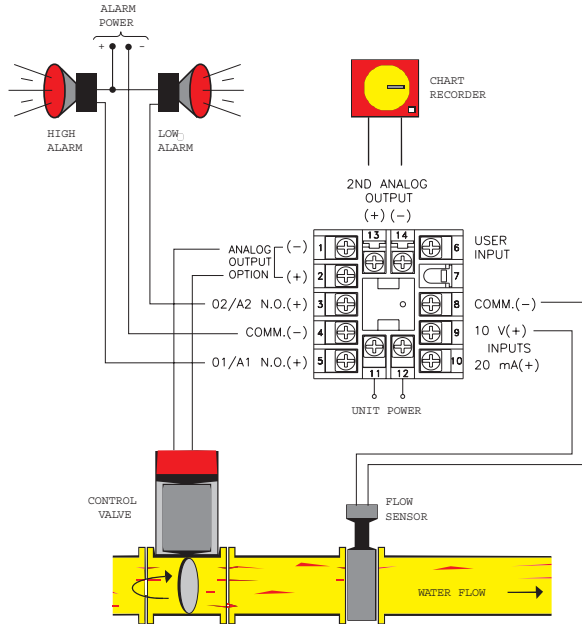 ALARM
POWER
+ -
HIGH
ALARM
LOW
ALARM
CHART
RECORDER
2ND ANALOG
OUTPUT
(+) (-)
13 14
ANALOG
OUTPUT
OPTION
(-)
(+)
1
2
3
4
5
6
7
8
9
10
11 12
USER
INPUT
O2/A2 N.O.(+)
COMM.(-)
O1/A1 N.O.(+)
COMM.(-)
10 V(+)
INPUTS
20 mA(+)
UNIT POWER
CONTROL
VALVE
FLOW
SENSOR
WATER FLOW